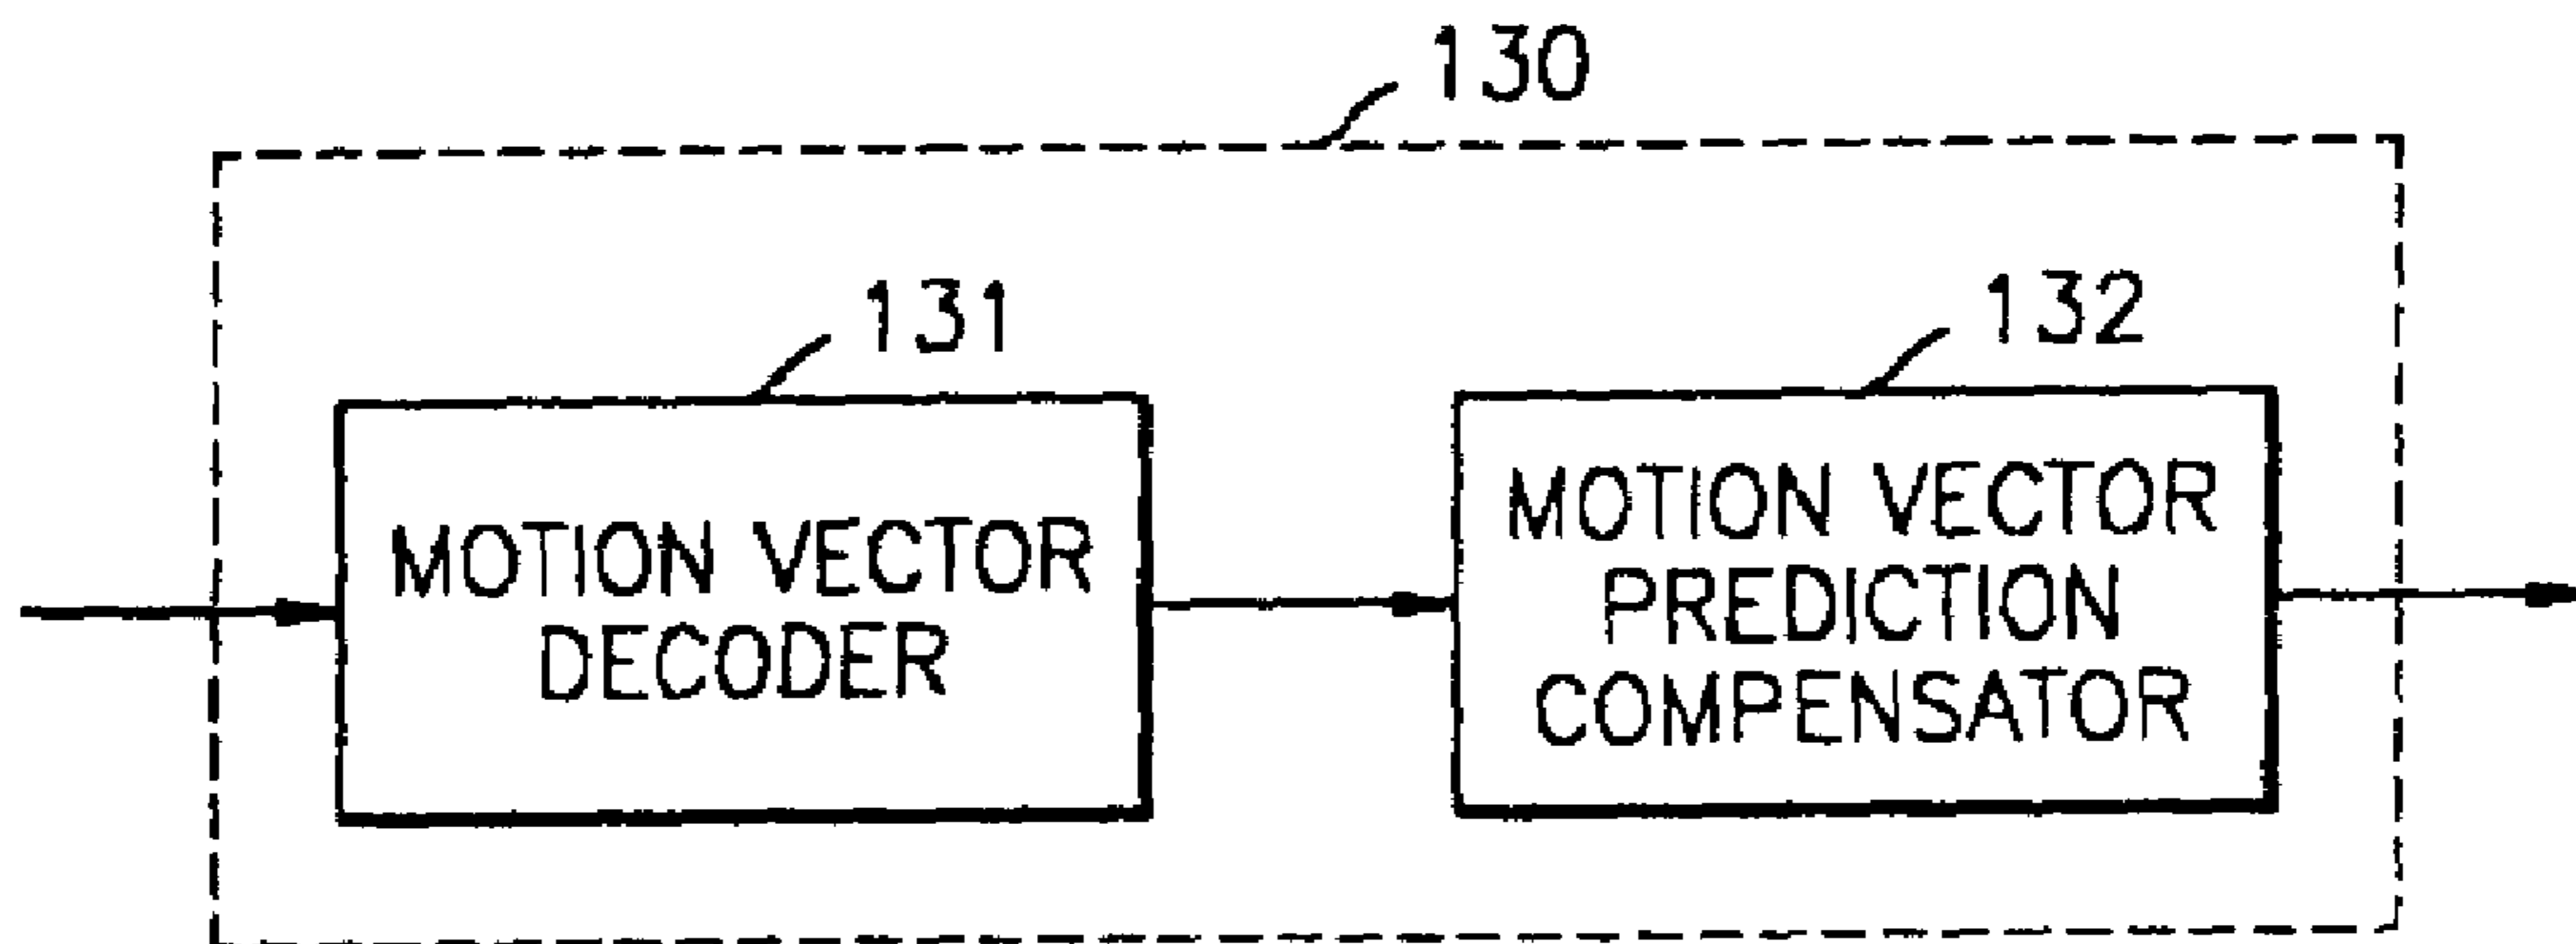 130
131
132
MOTION VECTOR
DECODER
MOTION VECTOR
PREDICTION
COMPENSATOR